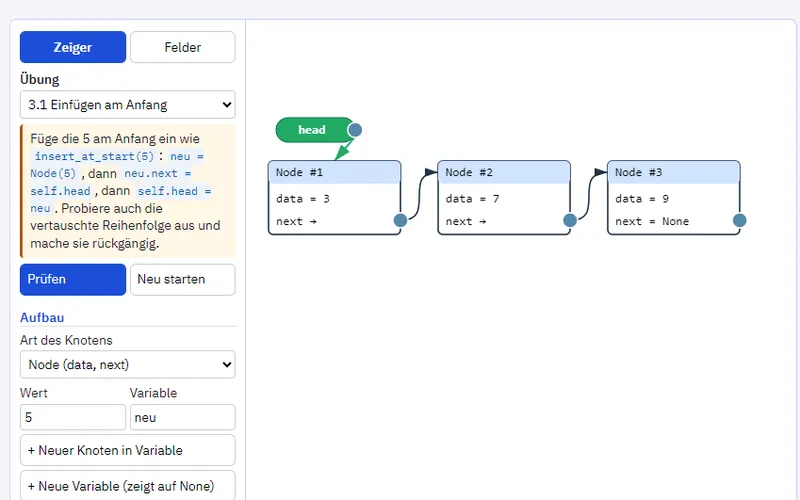 Zeiger
Felder
Übung
3.1 Einfügen am Anfang
Füge die 5 am Anfang ein wie
insert_at_start(5) : neu =
Node(5) , dann neu.next =
self.head , dann self.head =
neu . Probiere auch die
vertauschte Reihenfolge aus und
mache sie rückgängig.
Prüfen
Neu starten
Aufbau
Art des Knotens
Node (data, next)
Wert
Variable
5
neu
+ Neuer Knoten in Variable
+ Neue Variable (zeigt auf None)
head
Node #1
data = 3
next →
Node #2
data = 7
next →
Node #3
data = 9
next = None